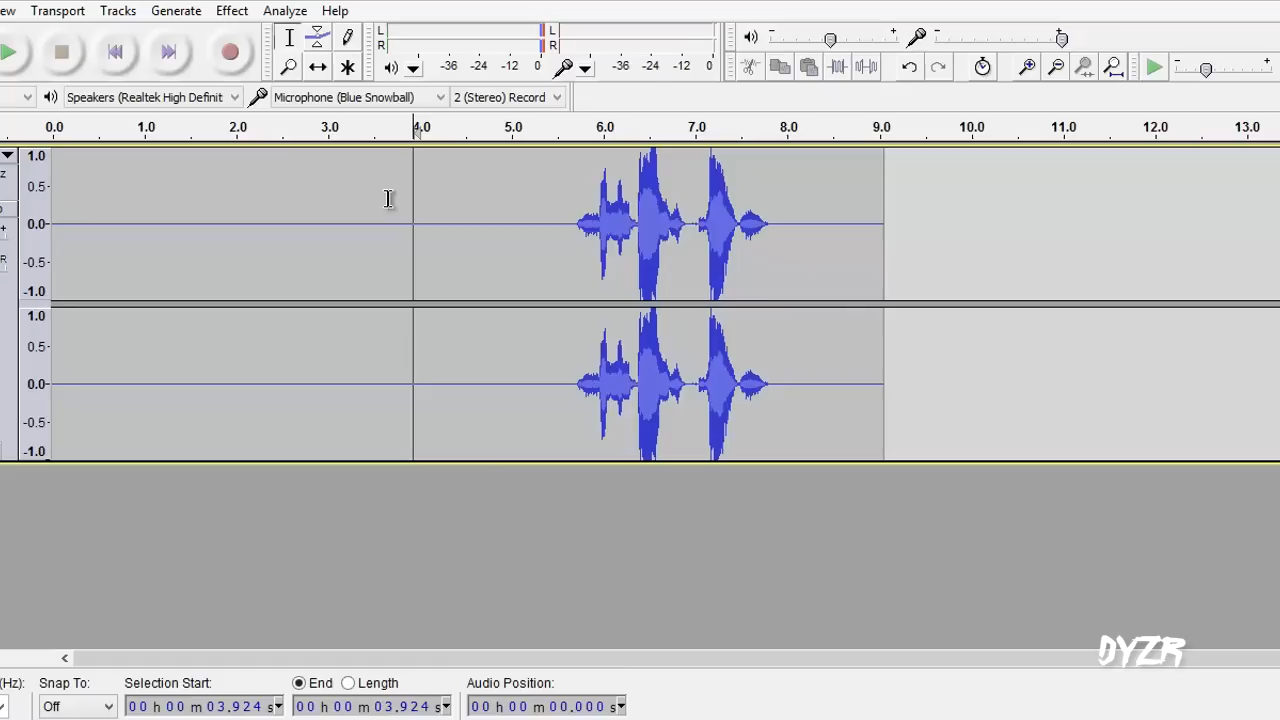 ew Transport Tracks Generate Effect Analyze Help
L L
R R
-36 -24 -12 0 -36 -24 -12 0
Speakers (Realtek High Definit Microphone (Blue Snowball) 2 (Stereo) Record
0.0 1.0 2.0 3.0 4.0 5.0 6.0 7.0 8.0 9.0 10.0 11.0 12.0 13.0
1.0
z
0.5
0.0
R
-0.5
-1.0
1.0
0.5
0.0
-0.5
-1.0
DYZR
(Hz): Snap To: Selection Start: End Length Audio Position:
Off 00 h 00 m 03.924 s 00 h 00 m 03.924 s 00 h 00 m 00.000 s